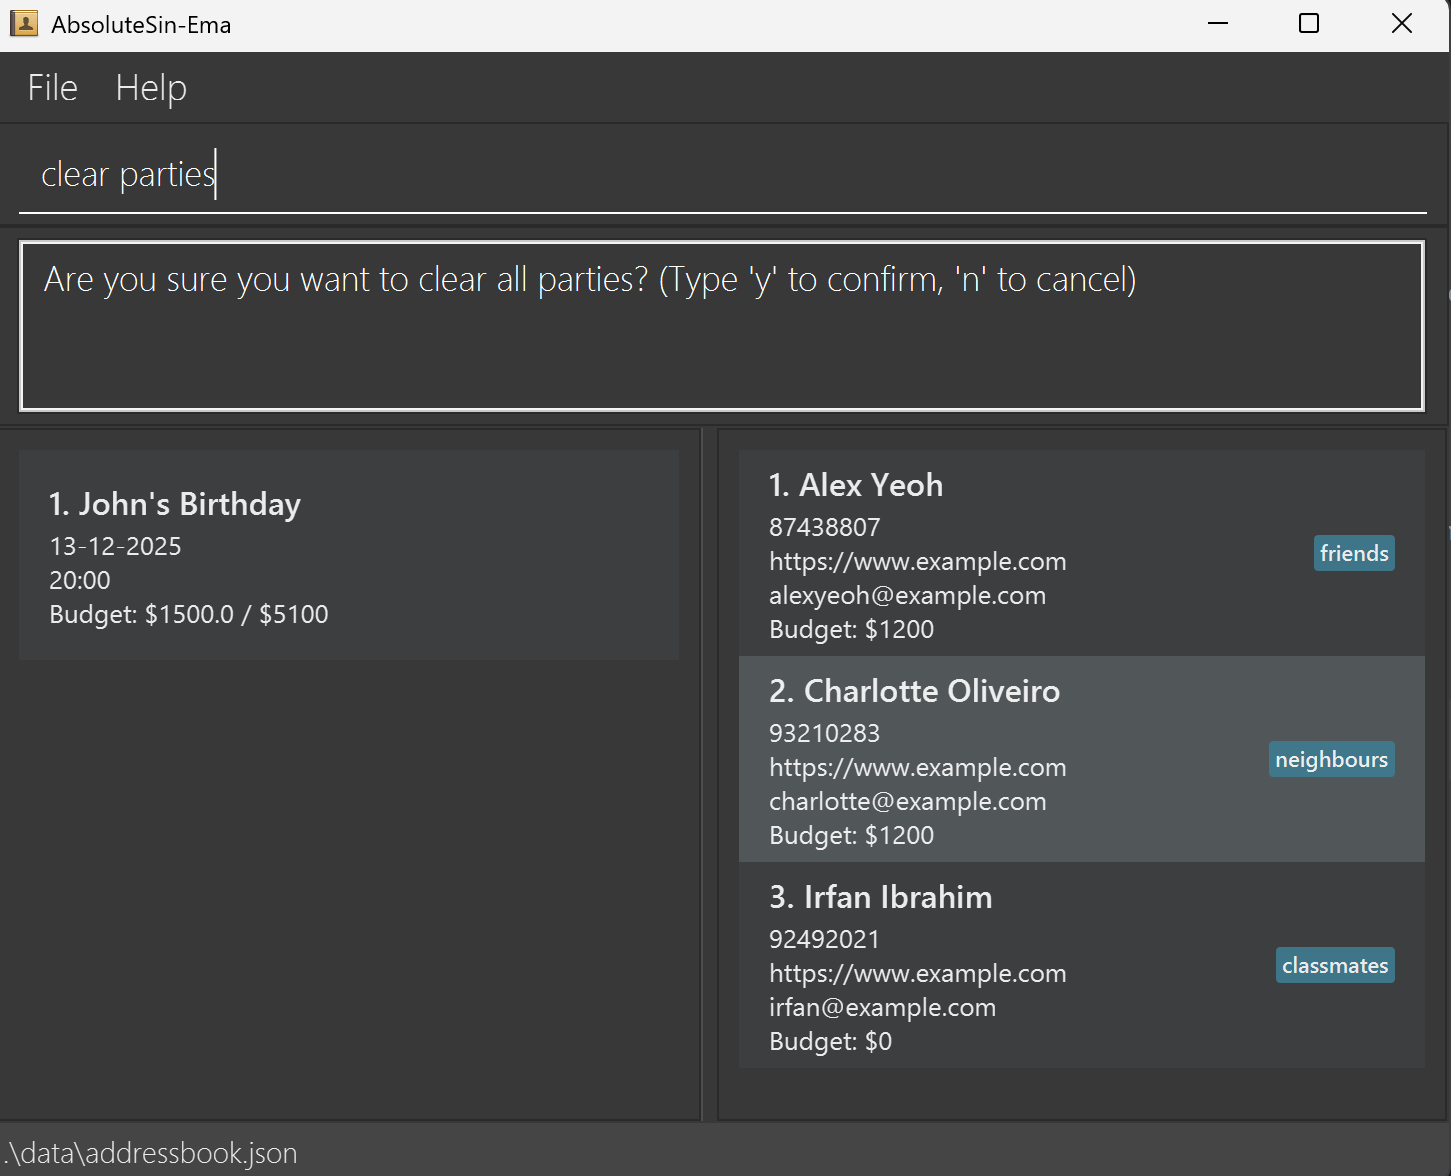 AbsoluteSin-Ema
File Help
clear parties
Are you sure you want to clear all parties? (Type 'y' to confirm, 'n' to cancel)
1. John's Birthday
13-12-2025
20:00
Budget: $1500.0 / $5100
1. Alex Yeoh
87438807
https://www.example.com
alexyeoh@example.com
Budget: $1200
friends
2. Charlotte Oliveiro
93210283
https://www.example.com
charlotte@example.com
Budget: $1200
neighbours
3. Irfan Ibrahim
92492021
https://www.example.com
irfan@example.com
Budget: $0
classmates
.\data\addressbook.json